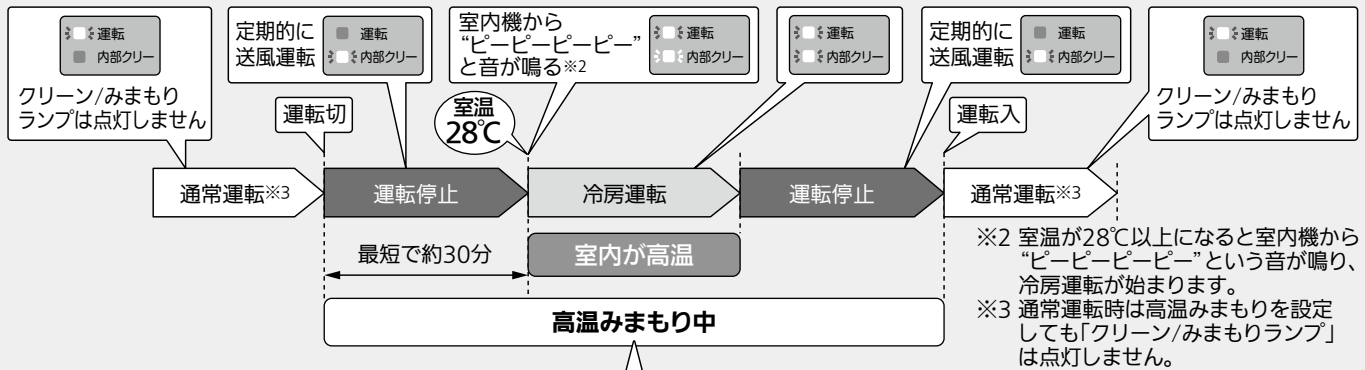 運転
内部クリー
クリーン/みまもり
ランプは点灯しません
定期的に
送風運転
運転
内部クリー
運転切
室内機から
“ピーピーピーピー”
と音が鳴る※2
運転
内部クリー
室温
28℃
運転
内部クリー
定期的に
送風運転
運転
内部クリー
運転入
運転
内部クリー
クリーン/みまもり
ランプは点灯しません
通常運転※3
運転停止
冷房運転
運転停止
通常運転※3
最短で約30分
室内が高温
高温みまもり中
※2 室温が28℃以上になると室内機から
“ピーピーピーピー”という音が鳴り、
冷房運転が始まります。
※3 通常運転時は高温みまもりを設定
しても「クリーン/みまもりランプ」
は点灯しません。